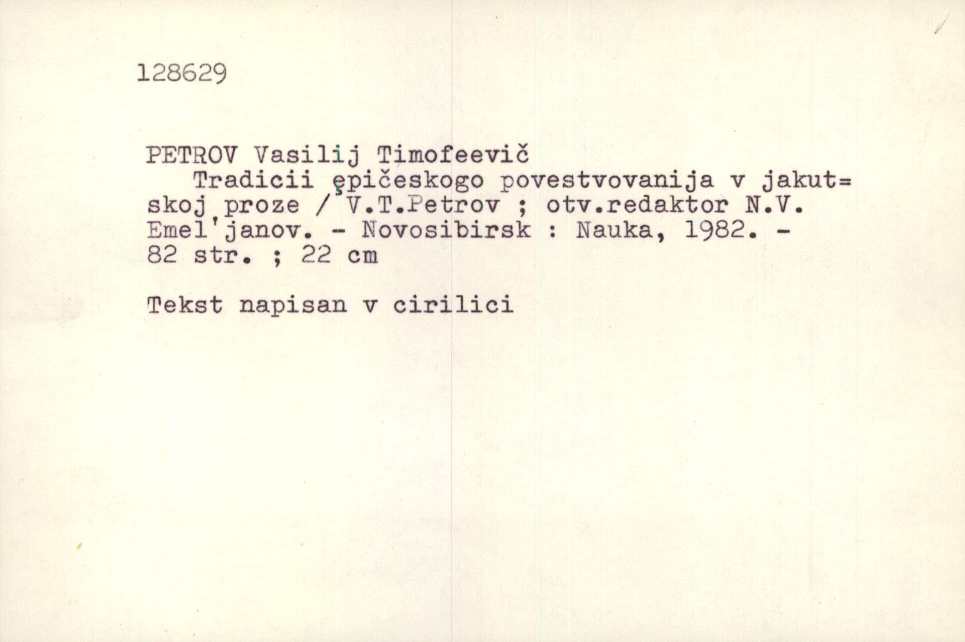 128629
PETROV Vasilij Timofeevič
Tradicii epičeskogo povestvovanija v jakut=
skoj proze / V.T.Petrov ; otv.redaktor N.V.
Emel'janov. - Novosibirsk : Nauka, 1982. -
82 str. ; 22 cm
Tekst napisan v cirilici